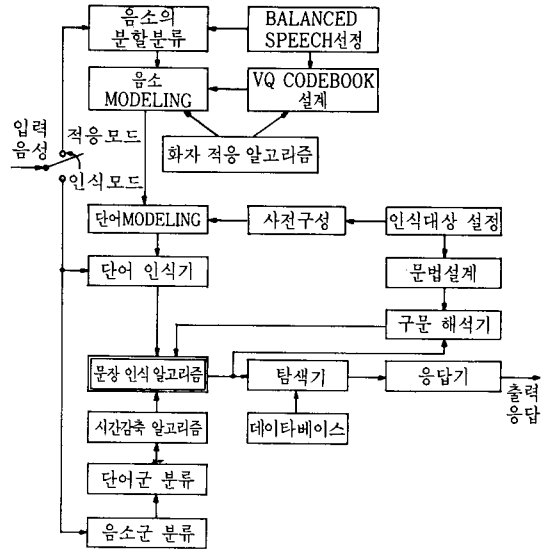 음소의
분할분류
BALANCED
SPEECH선정
음소
MODELING
VQ CODEBOOK
설계
입력
음성
적응모드
인식모드
화자 적응 알고리즘
단어MODELING
사전구성
인식대상 설정
단어 인식기
문법설계
구문 해석기
문장 인식 알고리즘
탐색기
응답기
출력
응답
시간감축 알고리즘
데이타베이스
단어군 분류
음소군 분류